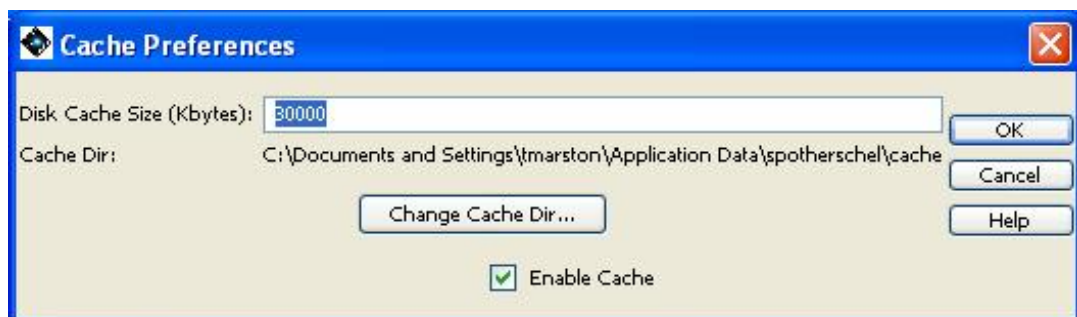 Cache Preferences
Disk Cache Size (Kbytes): 30000
OK
Cache Dir: C:\Documents and Settings\tmarston\Application Data\spotherschel\cache
Cancel
Change Cache Dir...
Help
Enable Cache